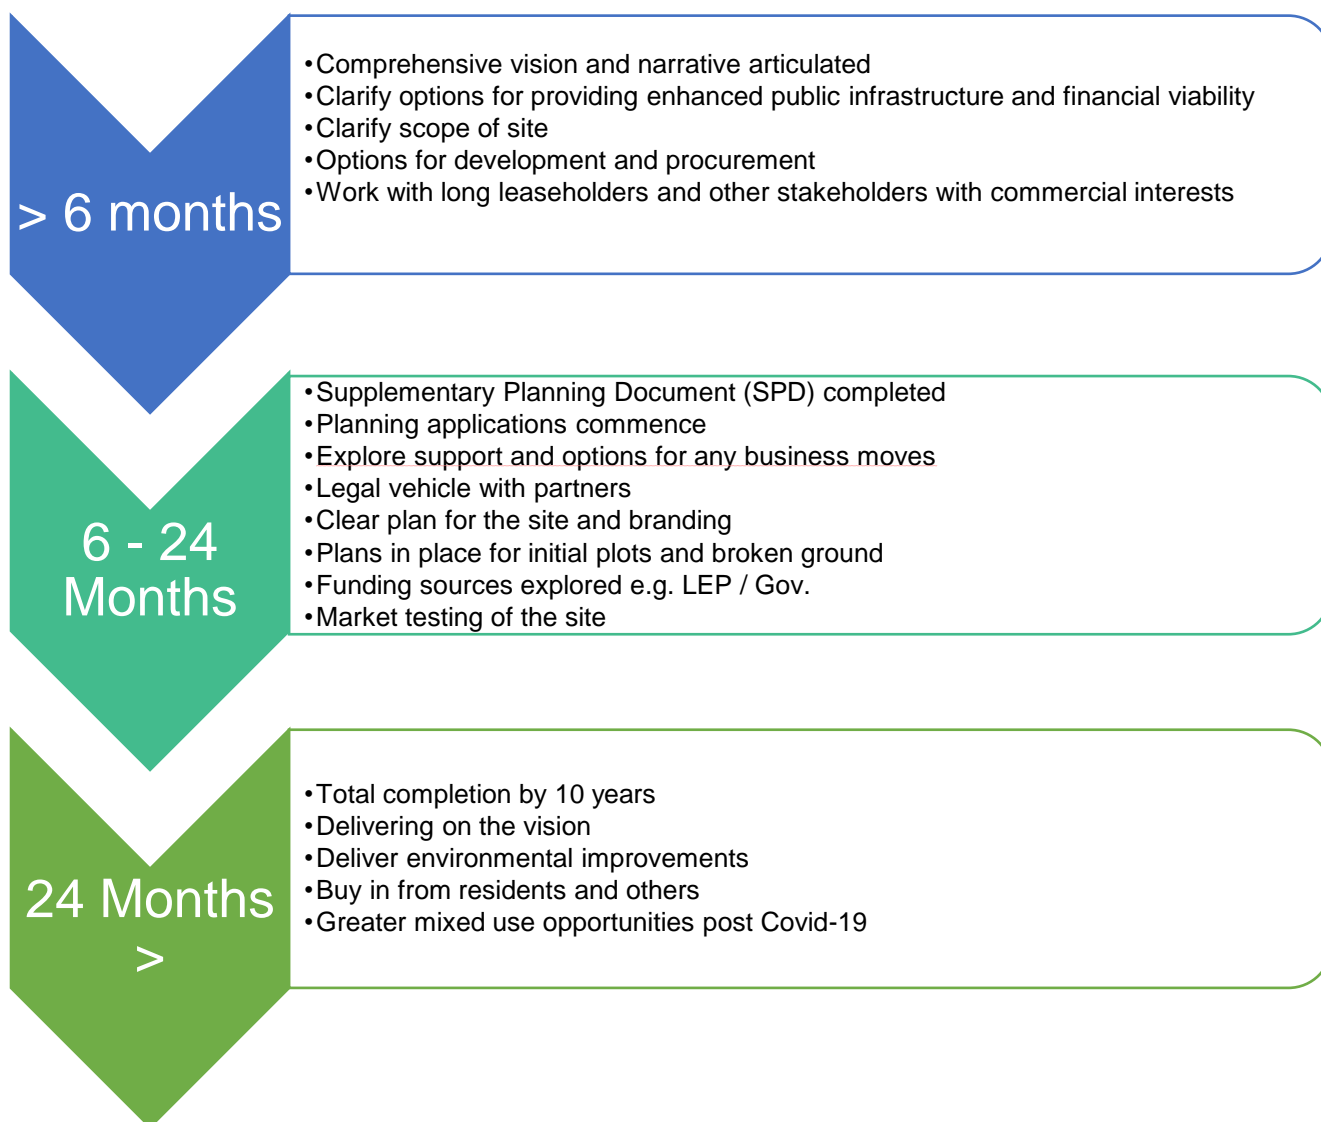 > 6 months
•Comprehensive vision and narrative articulated
•Clarify options for providing enhanced public infrastructure and financial viability
•Clarify scope of site
•Options for development and procurement
•Work with long leaseholders and other stakeholders with commercial interests
6 - 24
Months
•Supplementary Planning Document (SPD) completed
•Planning applications commence
•Explore support and options for any business moves
•Legal vehicle with partners
•Clear plan for the site and branding
•Plans in place for initial plots and broken ground
•Funding sources explored e.g. LEP / Gov.
•Market testing of the site
24 Months
>
•Total completion by 10 years
•Delivering on the vision
•Deliver environmental improvements
•Buy in from residents and others
•Greater mixed use opportunities post Covid-19